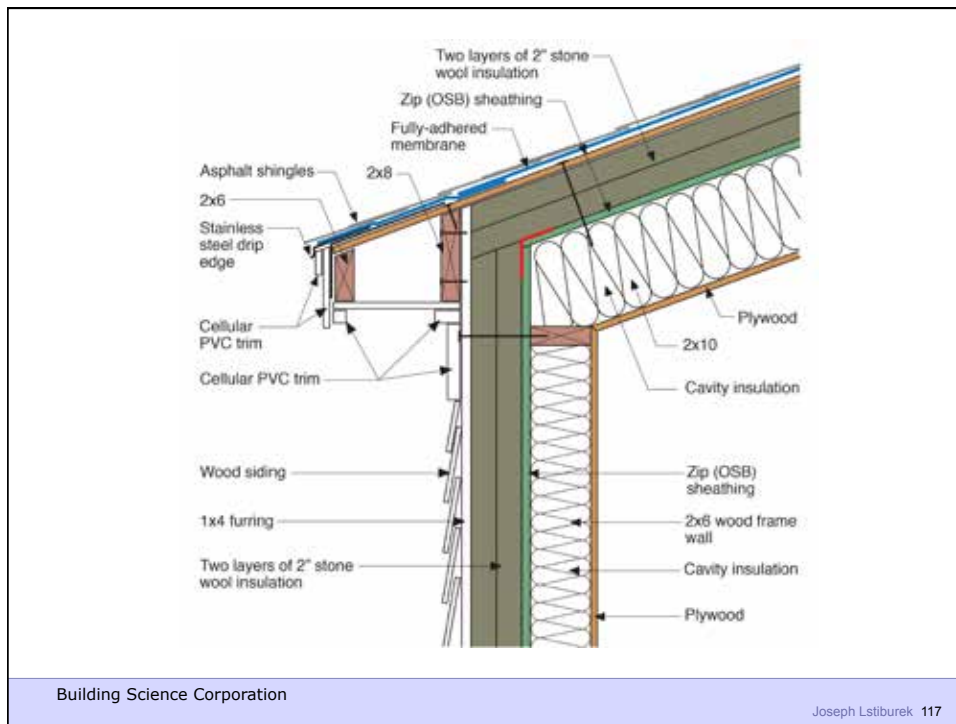 Two layers of 2" stone
wool insulation
Zip (OSB) sheathing
Fully-adhered
membrane
Asphalt shingles
2x8
2x6
Stainless
steel drip
edge
Cellular
PVC trim
Cellular PVC trim
Plywood
2x10
Cavity insulation
Wood siding
Zip (OSB)
sheathing
1x4 furring
2x6 wood frame
wall
Two layers of 2" stone
wool insulation
Cavity insulation
Plywood
Building Science Corporation
Joseph Lstiburek 117